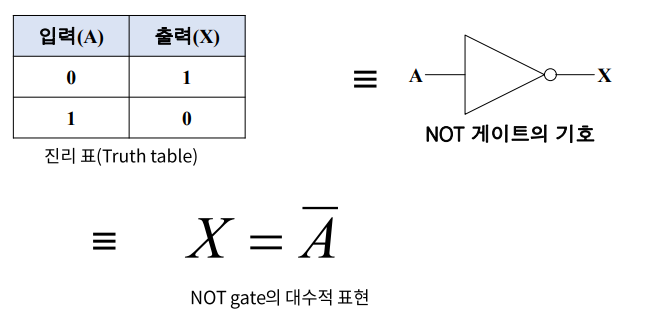 입력(A) 출력(X)
0 1
1 0
진리 표(Truth table)
≡
A X
NOT 게이트의 기호
≡ X = A̅
NOT gate의 대수적 표현